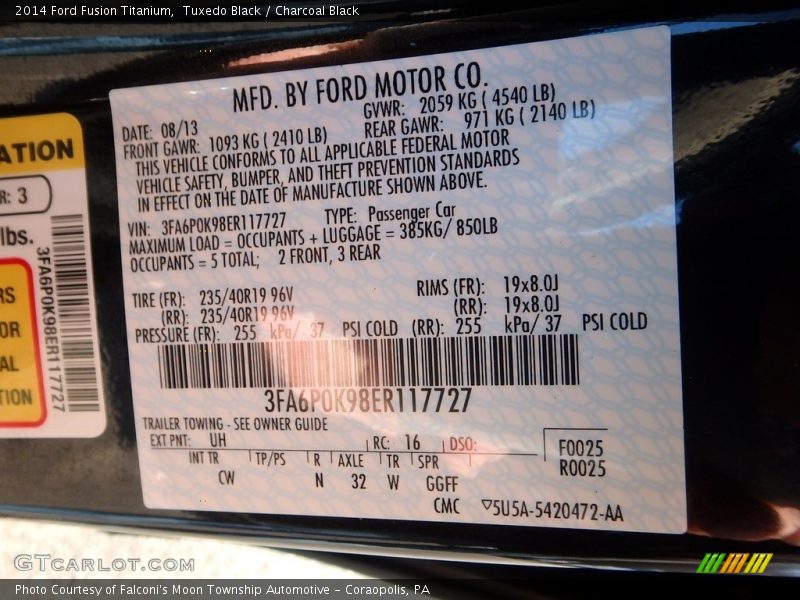 2014 Ford Fusion Titanium,  Tuxedo Black / Charcoal Black
ATION
R: 3
lbs.
RS
OR
AL
TION
3FA6P0K98ER117727
MFD. BY FORD MOTOR CO.
DATE: 08/13 GVWR: 2059 KG ( 4540 LB)
FRONT GAWR: 1093 KG ( 2410 LB) REAR GAWR: 971 KG ( 2140 LB)
THIS VEHICLE CONFORMS TO ALL APPLICABLE FEDERAL MOTOR
VEHICLE SAFETY, BUMPER, AND THEFT PREVENTION STANDARDS
IN EFFECT ON THE DATE OF MANUFACTURE SHOWN ABOVE.
VIN: 3FA6P0K98ER117727 TYPE: Passenger Car
MAXIMUM LOAD = OCCUPANTS + LUGGAGE = 385KG/ 850LB
OCCUPANTS = 5 TOTAL; 2 FRONT, 3 REAR
TIRE (FR): 235/40R19 96V RIMS (FR): 19x8.0J
(RR): 235/40R19 96V (RR): 19x8.0J
PRESSURE (FR): 255 kPa/ 37 PSI COLD (RR): 255 kPa/ 37 PSI COLD
3FA6P0K98ER117727
TRAILER TOWING - SEE OWNER GUIDE
EXT PNT: UH RC: 16 DSO: F0025
INT TR TP/PS R AXLE TR SPR R0025
CW N 32 W GGFF
CMC ▽5U5A-5420472-AA
GTcarlot.com
Photo Courtesy of Falconi's Moon Township Automotive - Coraopolis, PA